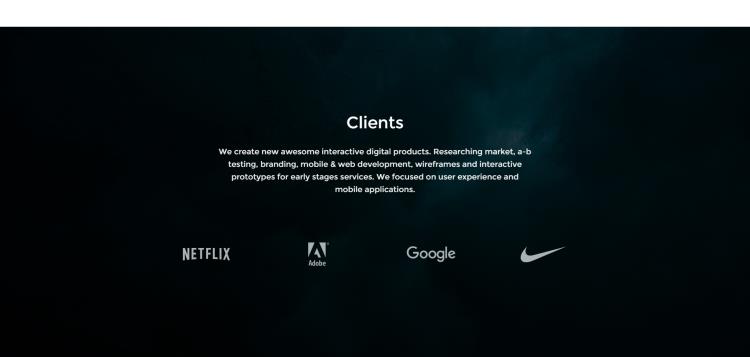 Clients
We create new awesome interactive digital products. Researching market, a-b
testing, branding, mobile & web development, wireframes and interactive
prototypes for early stages services. We focused on user experience and
mobile applications.
NETFLIX
Adobe
Google